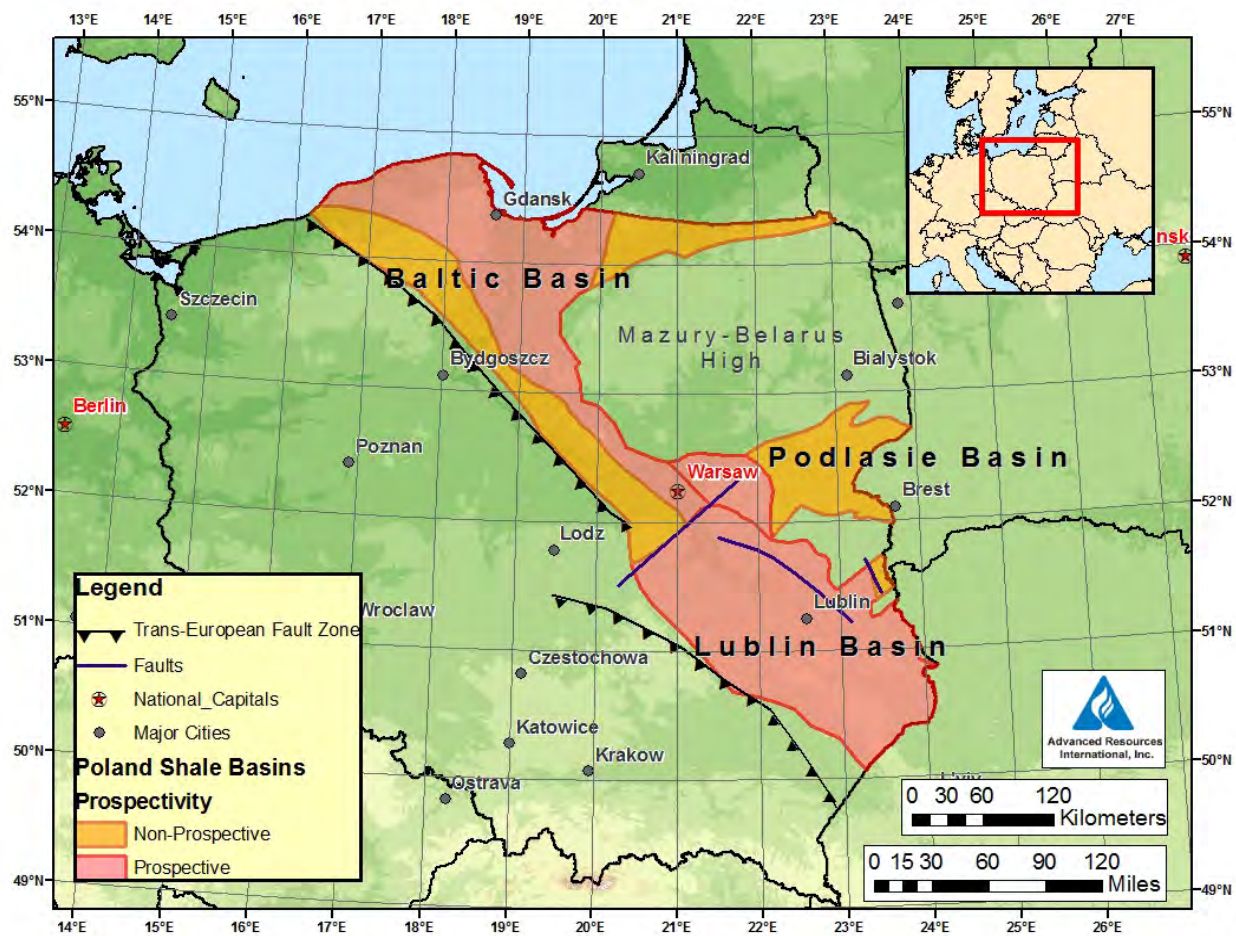 13°E 14°E 15°E 16°E 17°E 18°E 19°E 20°E 21°E 22°E 23°E 24°E 25°E 26°E 27°E
55°N
55°N
Kaliningrad
Gdansk
54°N
54°N
nsk
Baltic Basin
Szczecin
Mazury-Belarus
High
53°N
53°N
Bydgoszcz
Bialystok
Berlin
Poznan
Podlasie Basin
Warsaw
52°N
52°N
Brest
Lodz
Legend
Trans-European Fault Zone
Faults
National_Capitals
Major Cities
Poland Shale Basins
Prospectivity
Non-Prospective
Prospective
Wroclaw
Lublin
51°N
51°N
Lublin Basin
Czestochowa
Katowice
Krakow
Ostrava
Advanced Resources
International, Inc.
50°N
50°N
L'viv
0 30 60 120
Kilometers
0 15 30 60 90 120
Miles
49°N
49°N
14°E 15°E 16°E 17°E 18°E 19°E 20°E 21°E 22°E 23°E 24°E 25°E 26°E